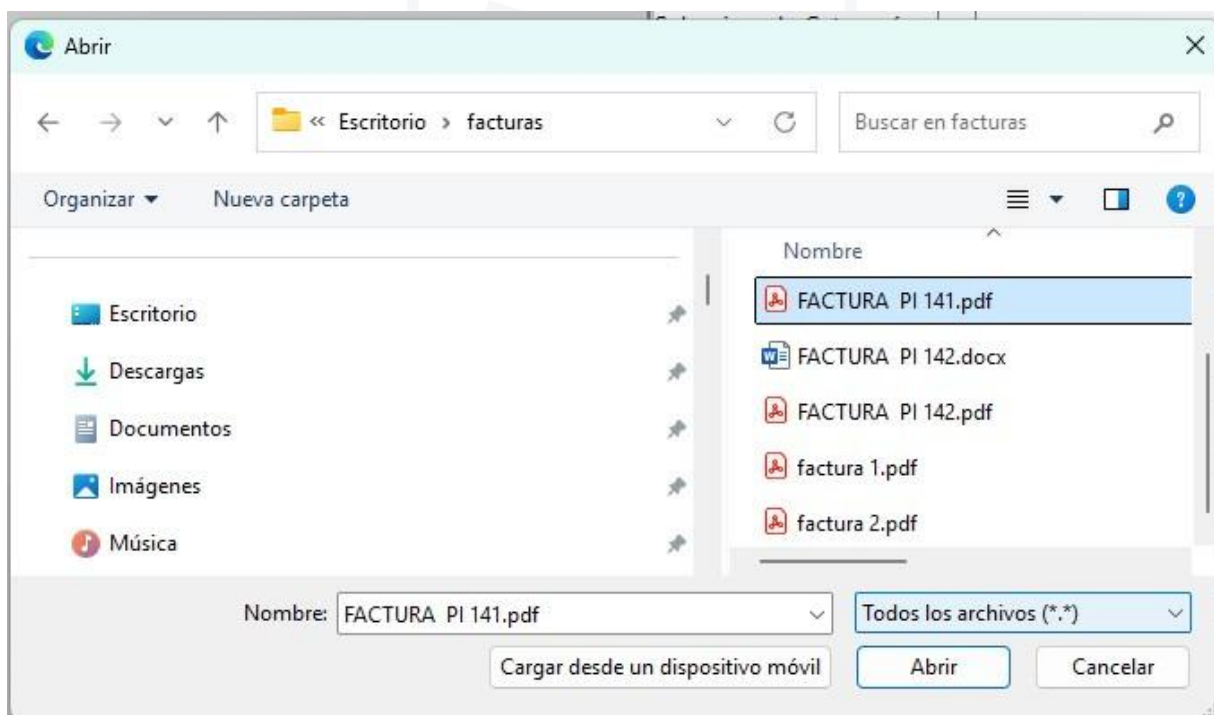 Abrir
« Escritorio > facturas
Buscar en facturas
Organizar
Nueva carpeta
Nombre
Escritorio
Descargas
Documentos
Imágenes
Música
FACTURA PI 141.pdf
FACTURA PI 142.docx
FACTURA PI 142.pdf
factura 1.pdf
factura 2.pdf
Nombre: FACTURA PI 141.pdf
Todos los archivos (*.*)
Cargar desde un dispositivo móvil
Abrir
Cancelar